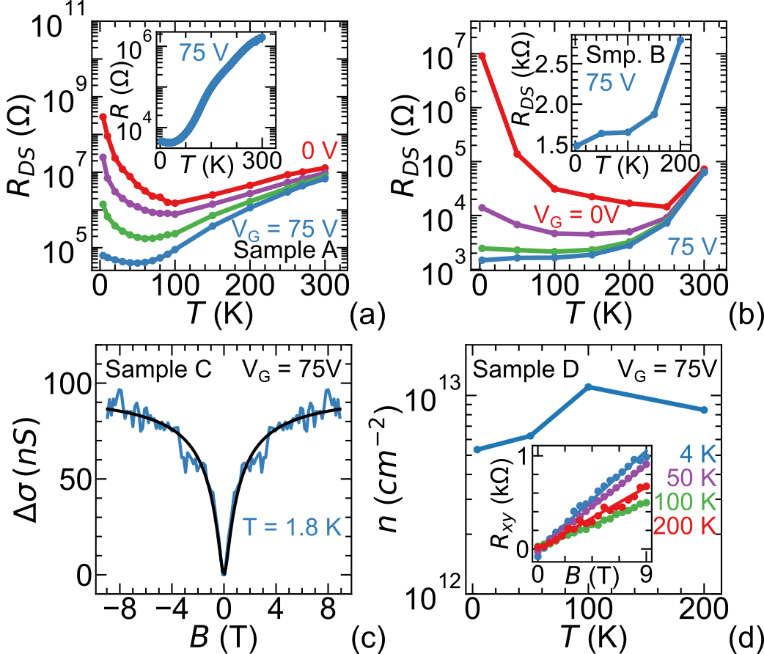 10^11
10^9
10^7
10^5
R_DS (Ω)
0
100
200
300
T (K)
(a)
10^6
10^4
R (Ω)
75 V
0
T (K)
300
0 V
V_G = 75 V
Sample A
10^7
10^6
10^5
10^4
10^3
R_DS (Ω)
0
100
200
300
T (K)
(b)
2.5
2.0
1.5
R_DS (kΩ)
Smp. B
75 V
0
T (K)
200
V_G = 0V
75 V
Sample C
V_G = 75V
100
50
0
Δσ (nS)
T = 1.8 K
−8
−4
0
4
8
B (T)
(c)
Sample D
V_G = 75V
10^13
10^12
n (cm^−2)
1
0
R_xy (kΩ)
0
B (T)
9
4 K
50 K
100 K
200 K
0
100
200
T (K)
(d)